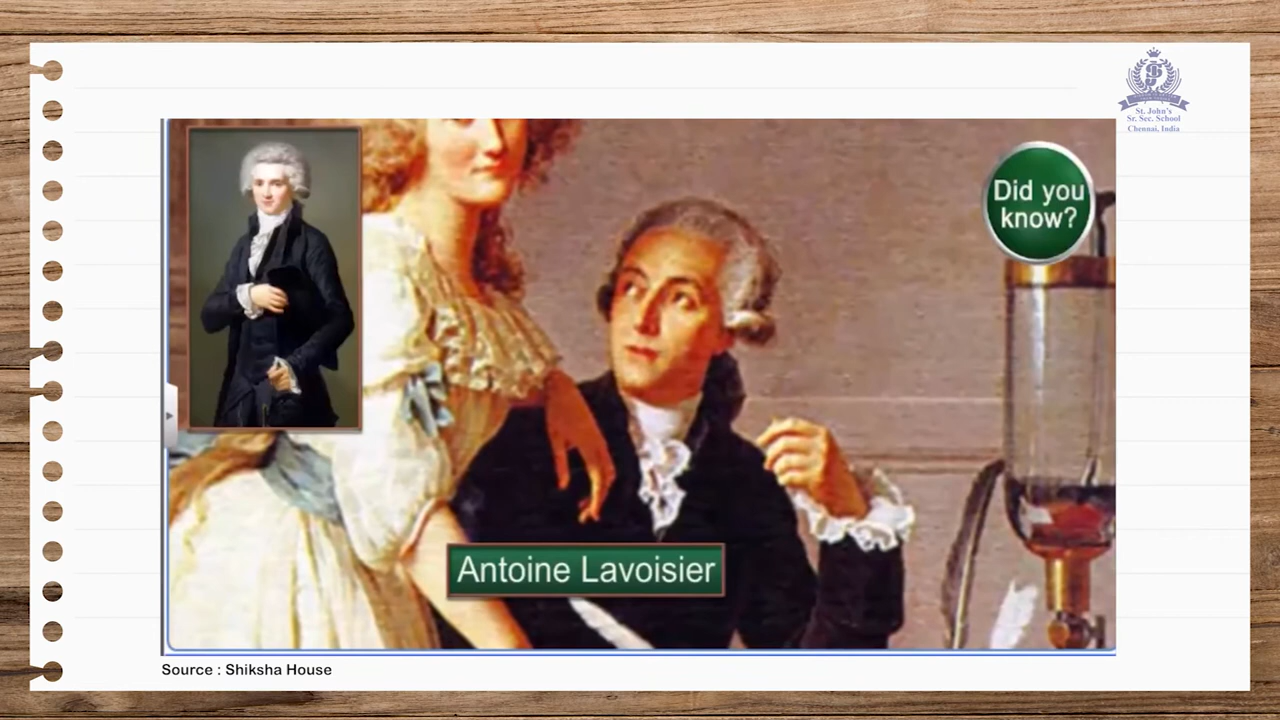 St. John's
Sr. Sec. School
Chennai, India
Did you
know?
Antoine Lavoisier
Source : Shiksha House